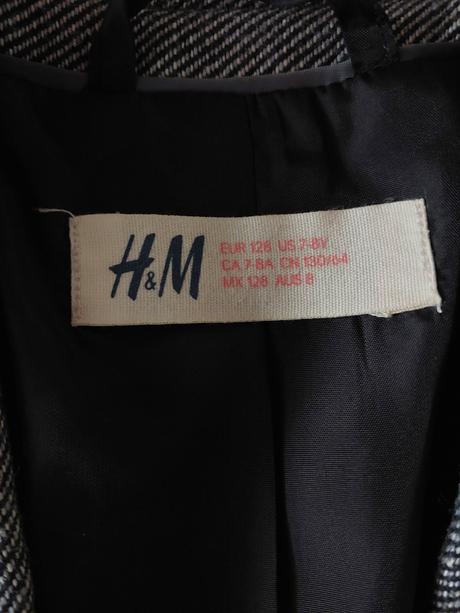 H&M
EUR 128 US 7-8Y
CA 7-8A CN 130/64
MX 128 AUS 8